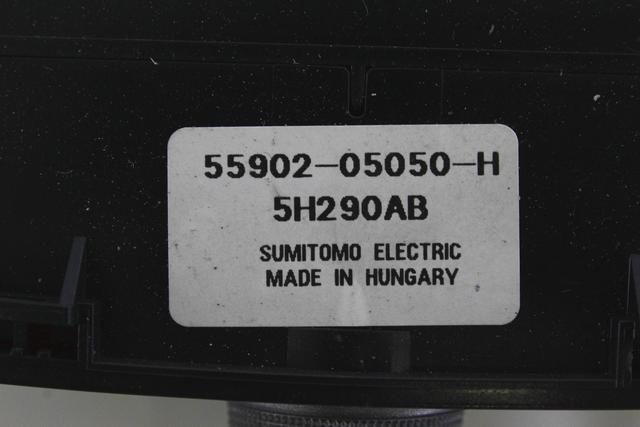 55902-05050-H
5H290AB
SUMITOMO ELECTRIC
MADE IN HUNGARY